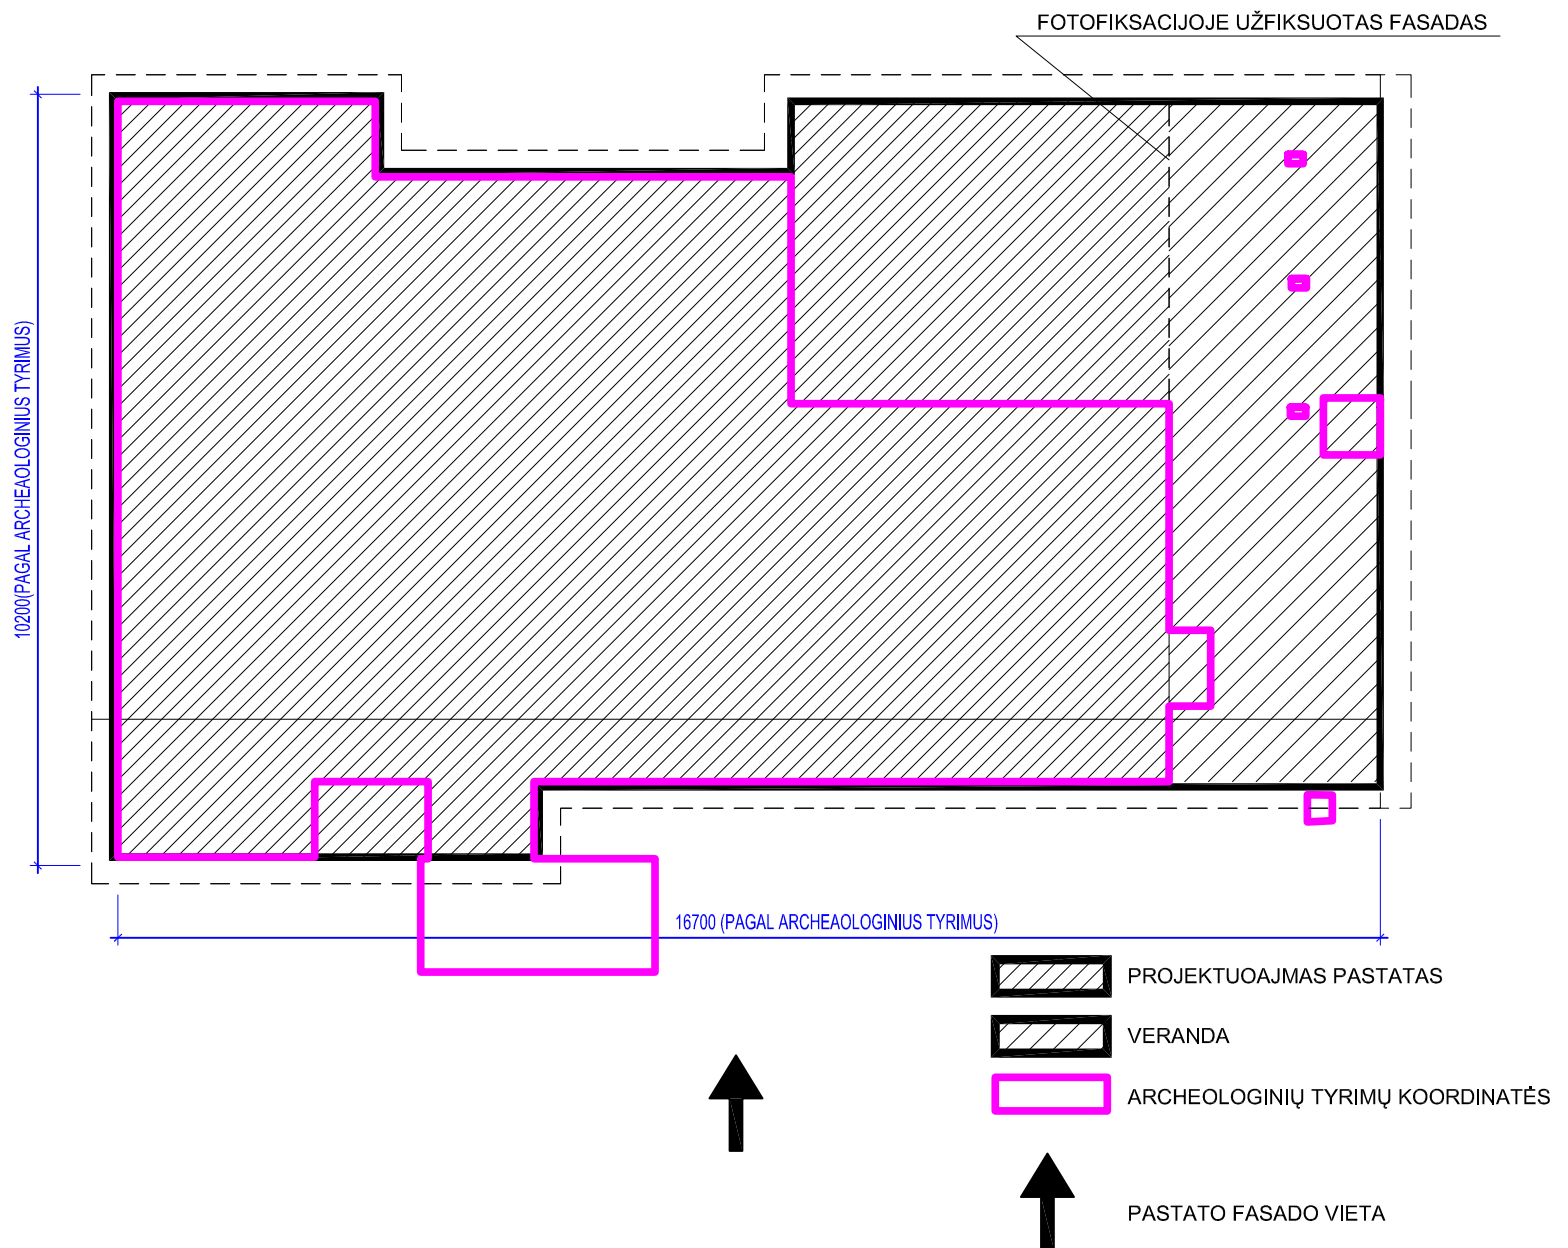 FOTOFIKSACIJOJE UŽFIKSUOTAS FASADAS
10200(PAGAL ARCHEAOLOGINIUS TYRIMUS)
16700 (PAGAL ARCHEAOLOGINIUS TYRIMUS)
PROJEKTUOAJMAS PASTATAS
VERANDA
ARCHEOLOGINIŲ TYRIMŲ KOORDINATĖS
PASTATO FASADO VIETA